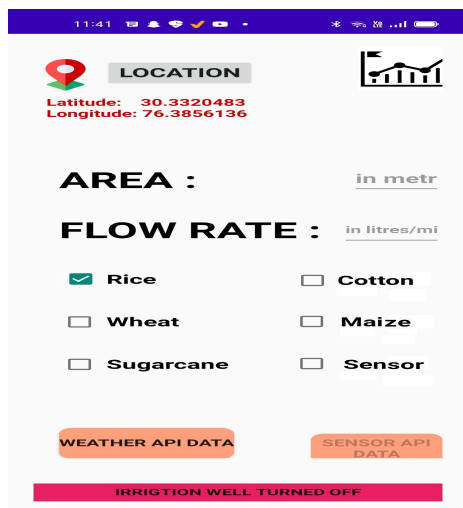 11:41
LOCATION
Latitude: 30.3320483
Longitude: 76.3856136
AREA :
in metr
FLOW RATE :
in litres/mi
Rice
Cotton
Wheat
Maize
Sugarcane
Sensor
WEATHER API DATA
SENSOR API
DATA
IRRIGTION WELL TURNED OFF